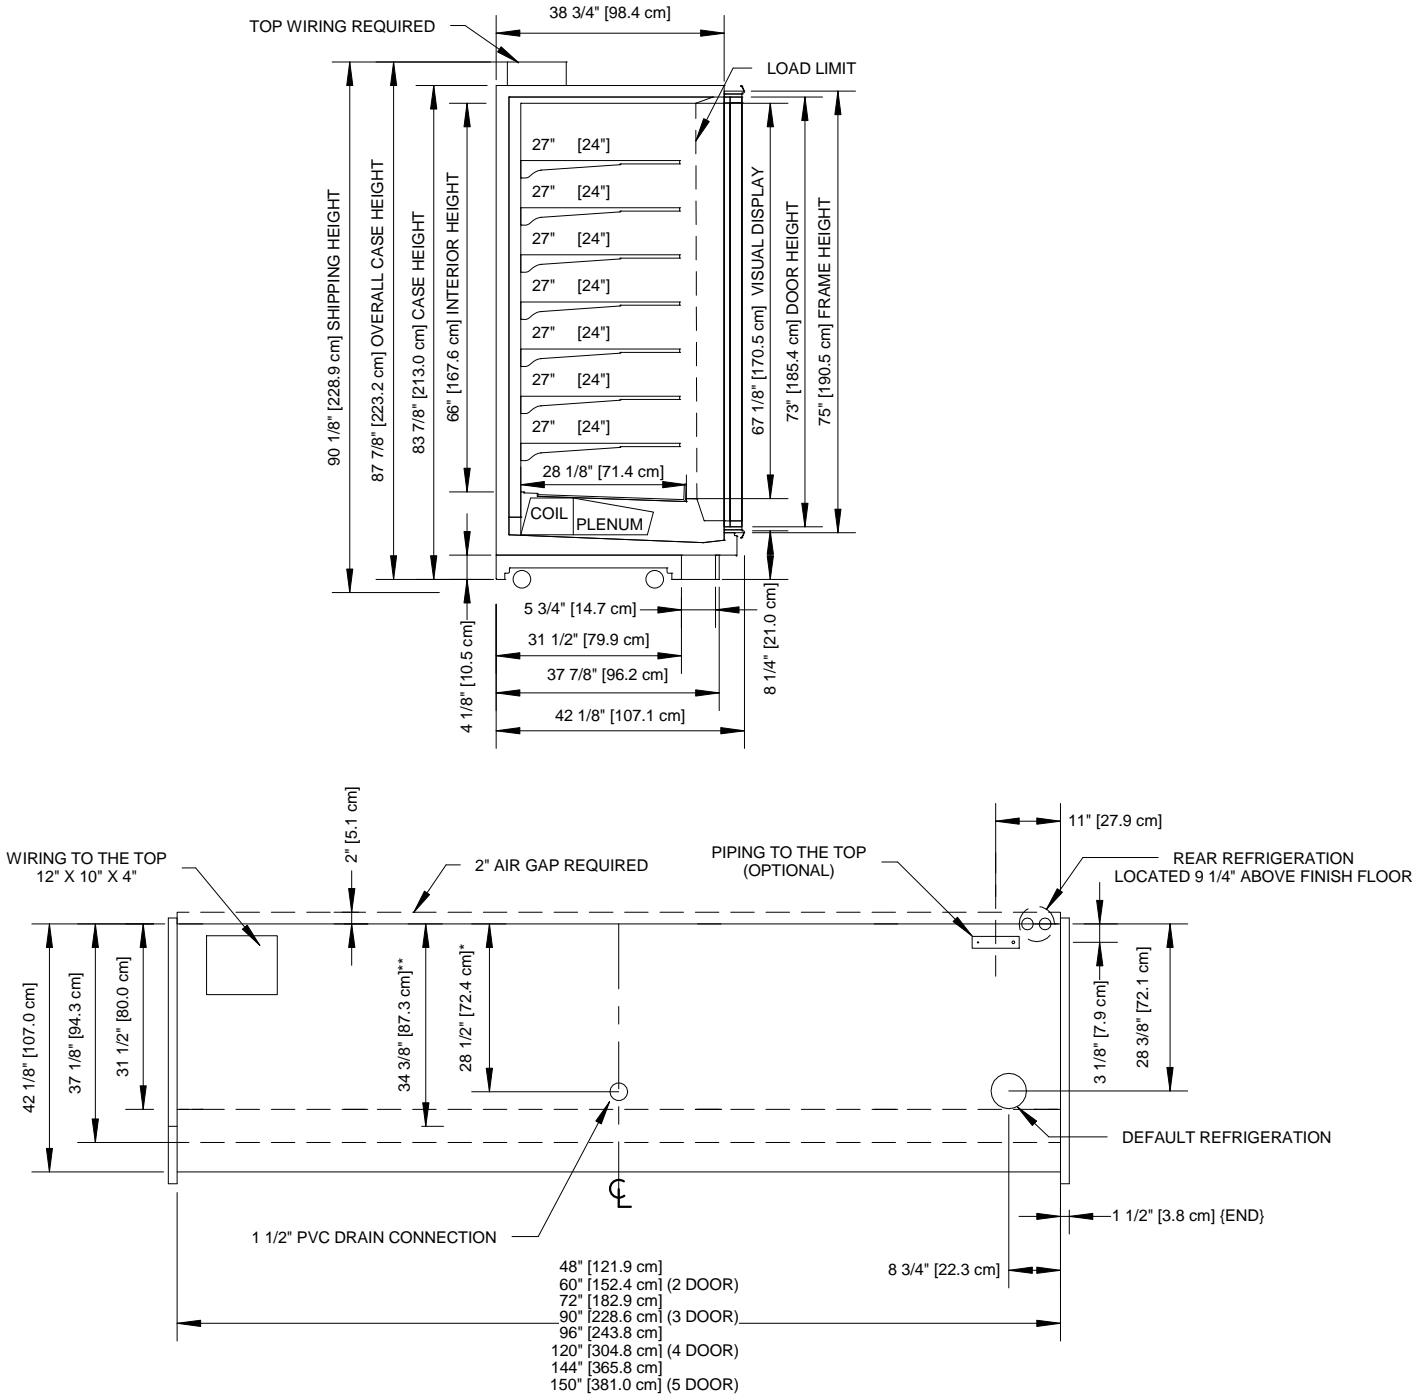 38 3/4" [98.4 cm]
TOP WIRING REQUIRED
LOAD LIMIT
90 1/8" [228.9 cm] SHIPPING HEIGHT
87 7/8" [223.2 cm] OVERALL CASE HEIGHT
83 7/8" [213.0 cm] CASE HEIGHT
66" [167.6 cm] INTERIOR HEIGHT
27" [24"]
27" [24"]
27" [24"]
27" [24"]
27" [24"]
27" [24"]
27" [24"]
67 1/8" [170.5 cm] VISUAL DISPLAY
73" [185.4 cm] DOOR HEIGHT
75" [190.5 cm] FRAME HEIGHT
28 1/8" [71.4 cm]
COIL
PLENUM
4 1/8" [10.5 cm]
5 3/4" [14.7 cm]
31 1/2" [79.9 cm]
37 7/8" [96.2 cm]
42 1/8" [107.1 cm]
8 1/4" [21.0 cm]
WIRING TO THE TOP
12" X 10" X 4"
2" [5.1 cm]
2" AIR GAP REQUIRED
PIPING TO THE TOP
(OPTIONAL)
11" [27.9 cm]
REAR REFRIGERATION
LOCATED 9 1/4" ABOVE FINISH FLOOR
42 1/8" [107.0 cm]
37 1/8" [94.3 cm]
31 1/2" [80.0 cm]
34 3/8" [87.3 cm]**
28 1/2" [72.4 cm]*
3 1/8" [7.9 cm]
28 3/8" [72.1 cm]
DEFAULT REFRIGERATION
CL
1 1/2" PVC DRAIN CONNECTION
1 1/2" [3.8 cm] {END}
8 3/4" [22.3 cm]
48" [121.9 cm]
60" [152.4 cm] (2 DOOR)
72" [182.9 cm]
90" [228.6 cm] (3 DOOR)
96" [243.8 cm]
120" [304.8 cm] (4 DOOR)
144" [365.8 cm]
150" [381.0 cm] (5 DOOR)